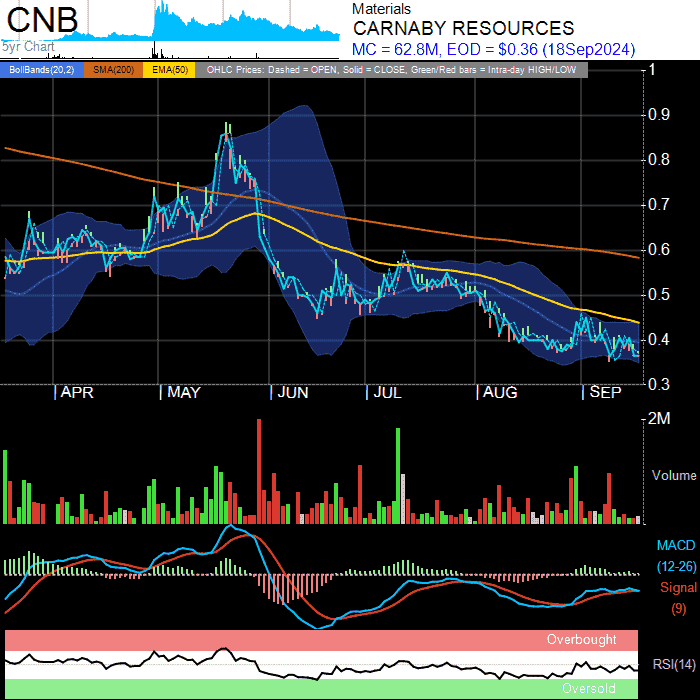 CNB
5yr Chart
Materials
CARNABY RESOURCES
MC = 62.8M, EOD = $0.36 (18Sep2024)
BollBands(20,2) SMA(200) EMA(50) OHLC Prices: Dashed = OPEN, Solid = CLOSE, Green/Red bars = Intra-day HIGH/LOW
1
0.9
0.8
0.7
0.6
0.5
0.4
0.3
APR MAY JUN JUL AUG SEP
2M
Volume
MACD
(12-26)
Signal
(9)
Overbought
RSI(14)
Oversold